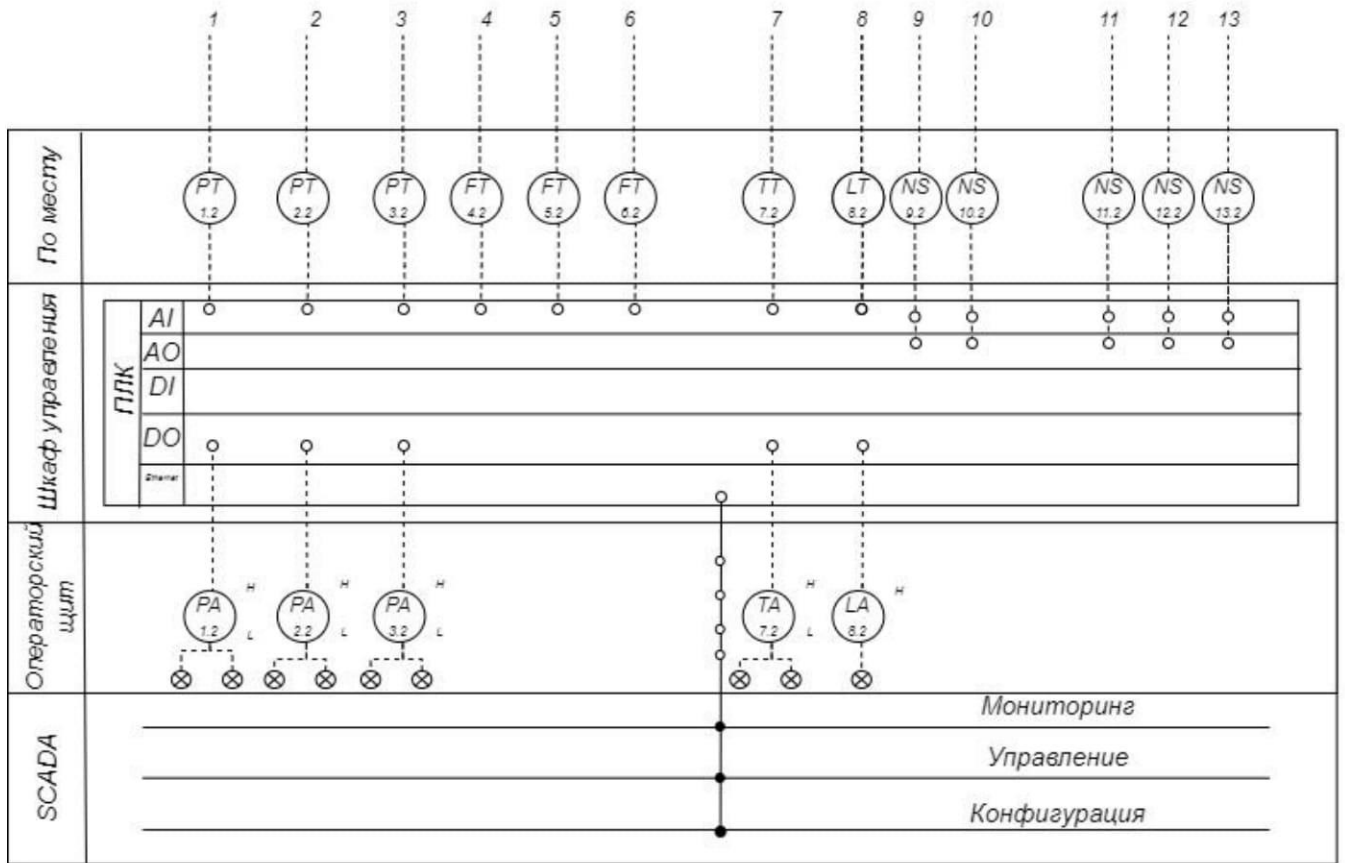 1 2 3 4 5 6 7 8 9 10 11 12 13
По месту
PT PT PT FT FT FT TT LT NS NS NS NS NS
1.2 2.2 3.2 4.2 5.2 6.2 7.2 8.2 9.2 10.2 11.2 12.2 13.2
Шкаф управления
ПЛК
AI
AO
DI
DO
Ethernet
Операторский
щит
H H H H H
PA PA PA TA LA
1.2 2.2 3.2 7.2 8.2
L L L L
SCADA
Мониторинг
Управление
Конфигурация